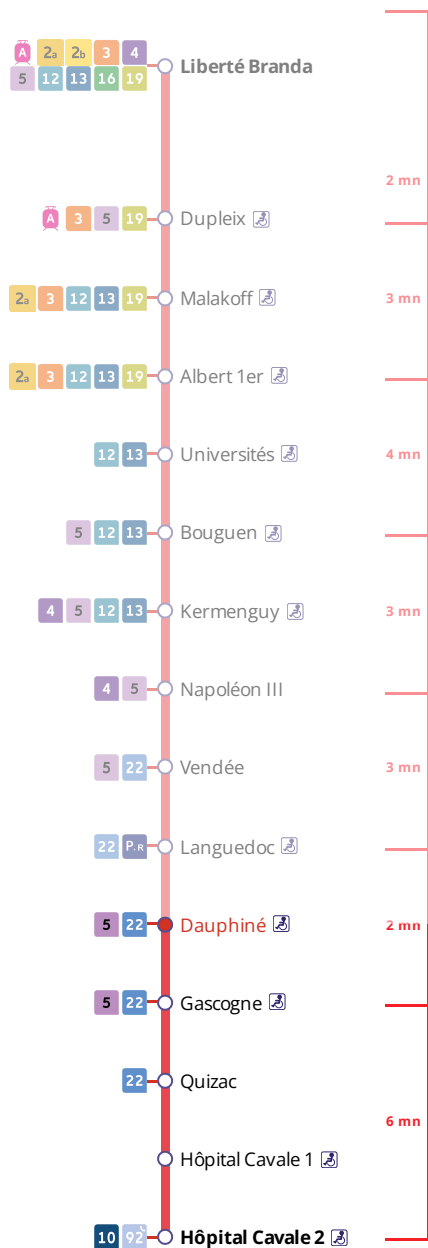 A 2a 2b 3 4
5 12 13 16 19
Liberté Branda
2 mn
A 3 5 19 Dupleix
2a 3 12 13 19 Malakoff 3 mn
2a 3 12 13 19 Albert 1er
12 13 Universités 4 mn
5 12 13 Bouguen
4 5 12 13 Kermenguy 3 mn
4 5 Napoléon III
5 22 Vendée 3 mn
22 P+R Languedoc
5 22 Dauphiné 2 mn
5 22 Gascogne
22 Quizac
6 mn
Hôpital Cavale 1
10 92 Hôpital Cavale 2